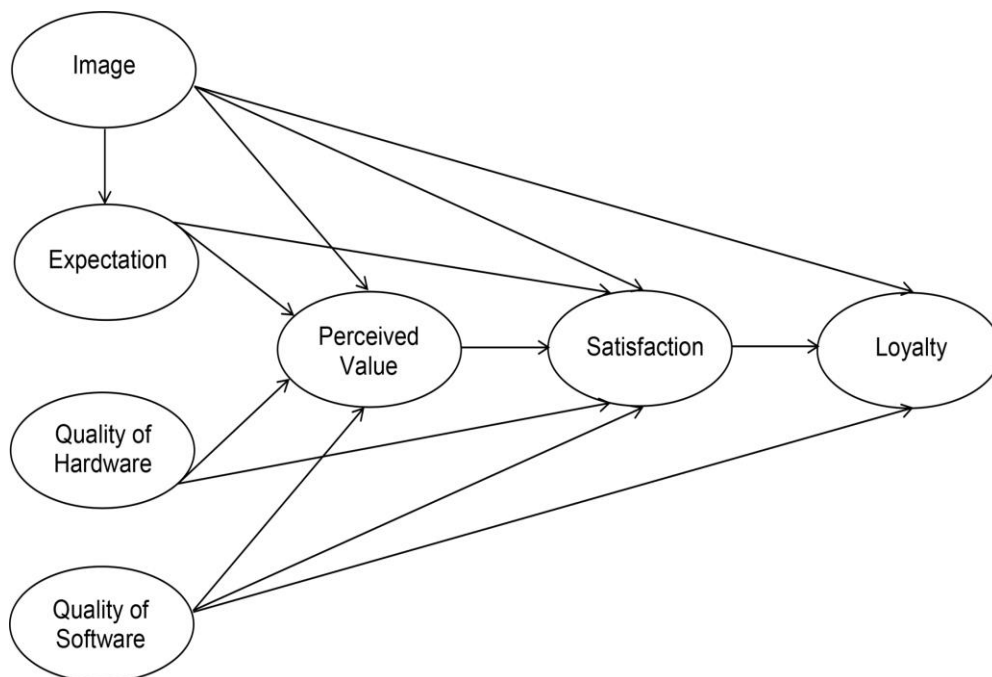 Image
Expectation
Perceived
Value
Satisfaction
Loyalty
Quality of
Hardware
Quality of
Software